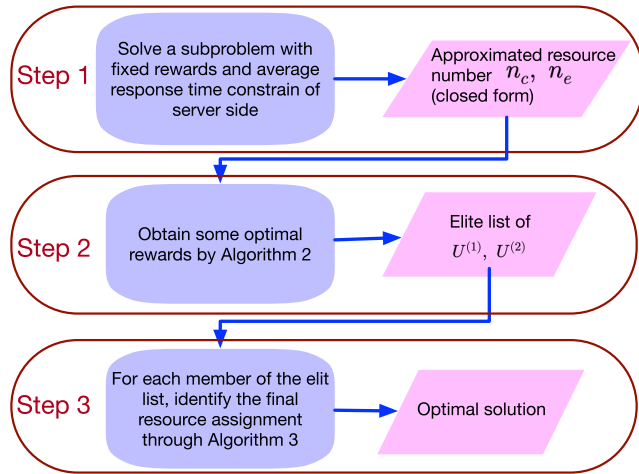 Step 1
Solve a subproblem with
fixed rewards and average
response time constrain of
server side
Approximated resource
number n_c, n_e
(closed form)
Step 2
Obtain some optimal
rewards by Algorithm 2
Elite list of
U^{(1)}, U^{(2)}
Step 3
For each member of the elit
list, identify the final
resource assignment
through Algorithm 3
Optimal solution